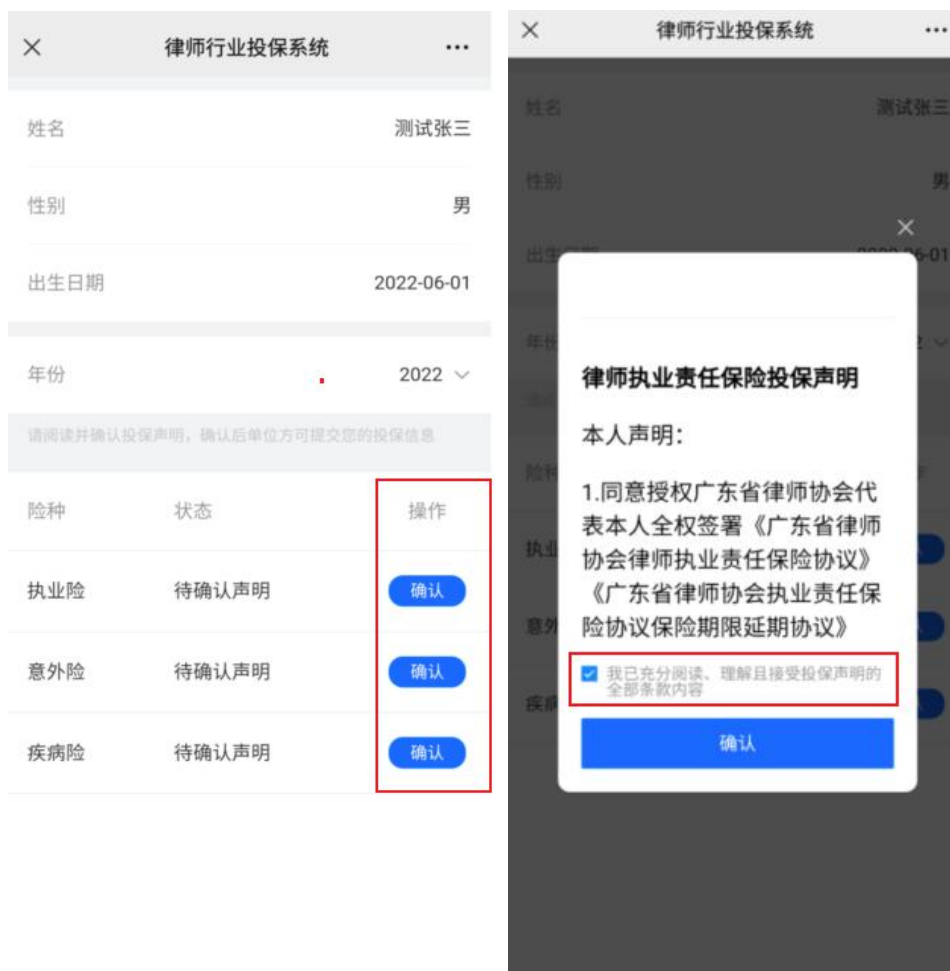 律师行业投保系统
姓名 测试张三
性别 男
出生日期 2022-06-01
年份 2022
请阅读并确认投保声明，确认后单位方可提交您的投保信息
险种 状态 操作
执业险 待确认声明 确认
意外险 待确认声明 确认
疾病险 待确认声明 确认
律师行业投保系统
姓名 测试张三
性别 男
律师执业责任保险投保声明
本人声明：
1.同意授权广东省律师协会代
表本人全权签署《广东省律师
协会律师执业责任保险协议》
《广东省律师协会执业责任保
险协议保险期限延期协议》
我已充分阅读、理解且接受投保声明的
全部条款内容
确认